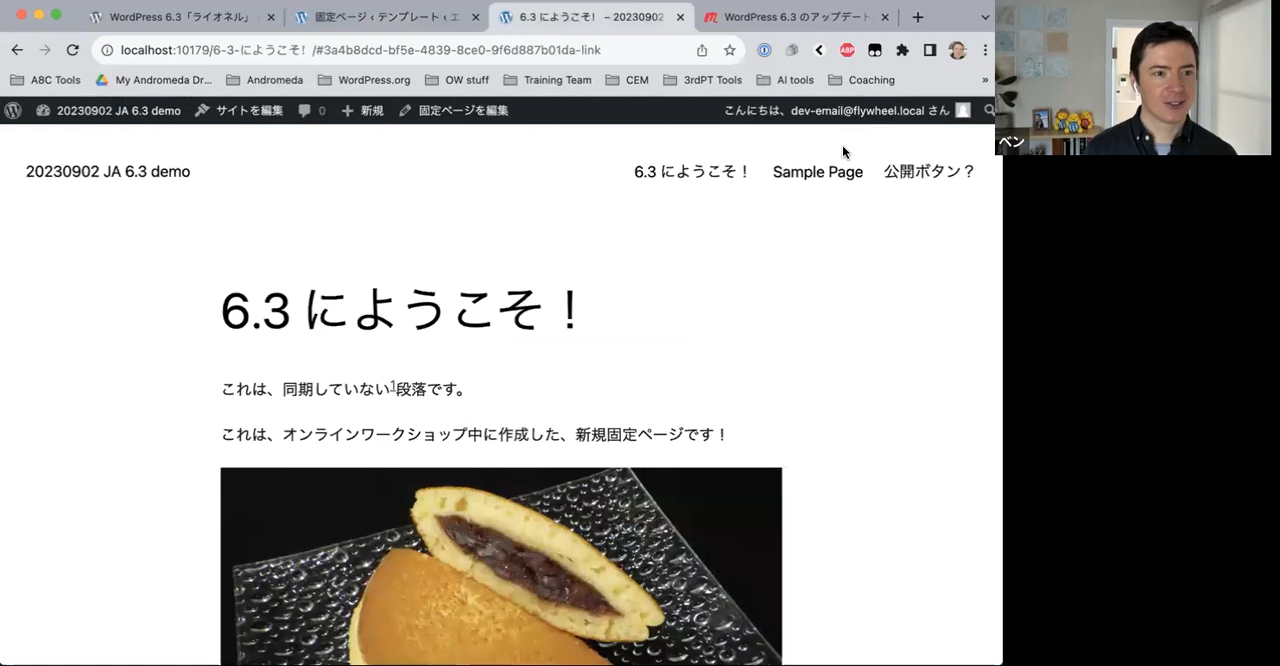 WordPress 6.3「ライオネル」
固定ページ ‹ テンプレート ‹ エ
6.3 にようこそ！ – 20230902
WordPress 6.3 のアップデート
localhost:10179/6-3-にようこそ！/#3a4b8dcd-bf5e-4839-8ce0-9f6d887b01da-link
ABP
A8C Tools
My Andromeda Dr...
Andromeda
WordPress.org
OW stuff
Training Team
CEM
3rdPT Tools
AI tools
Coaching
»
20230902 JA 6.3 demo
サイトを編集
0
新規
固定ページを編集
こんにちは、dev-email@flywheel.local さん
ベン
20230902 JA 6.3 demo
6.3 にようこそ！
Sample Page
公開ボタン？
6.3 にようこそ！
これは、同期していない1段落です。
これは、オンラインワークショップ中に作成した、新規固定ページです！